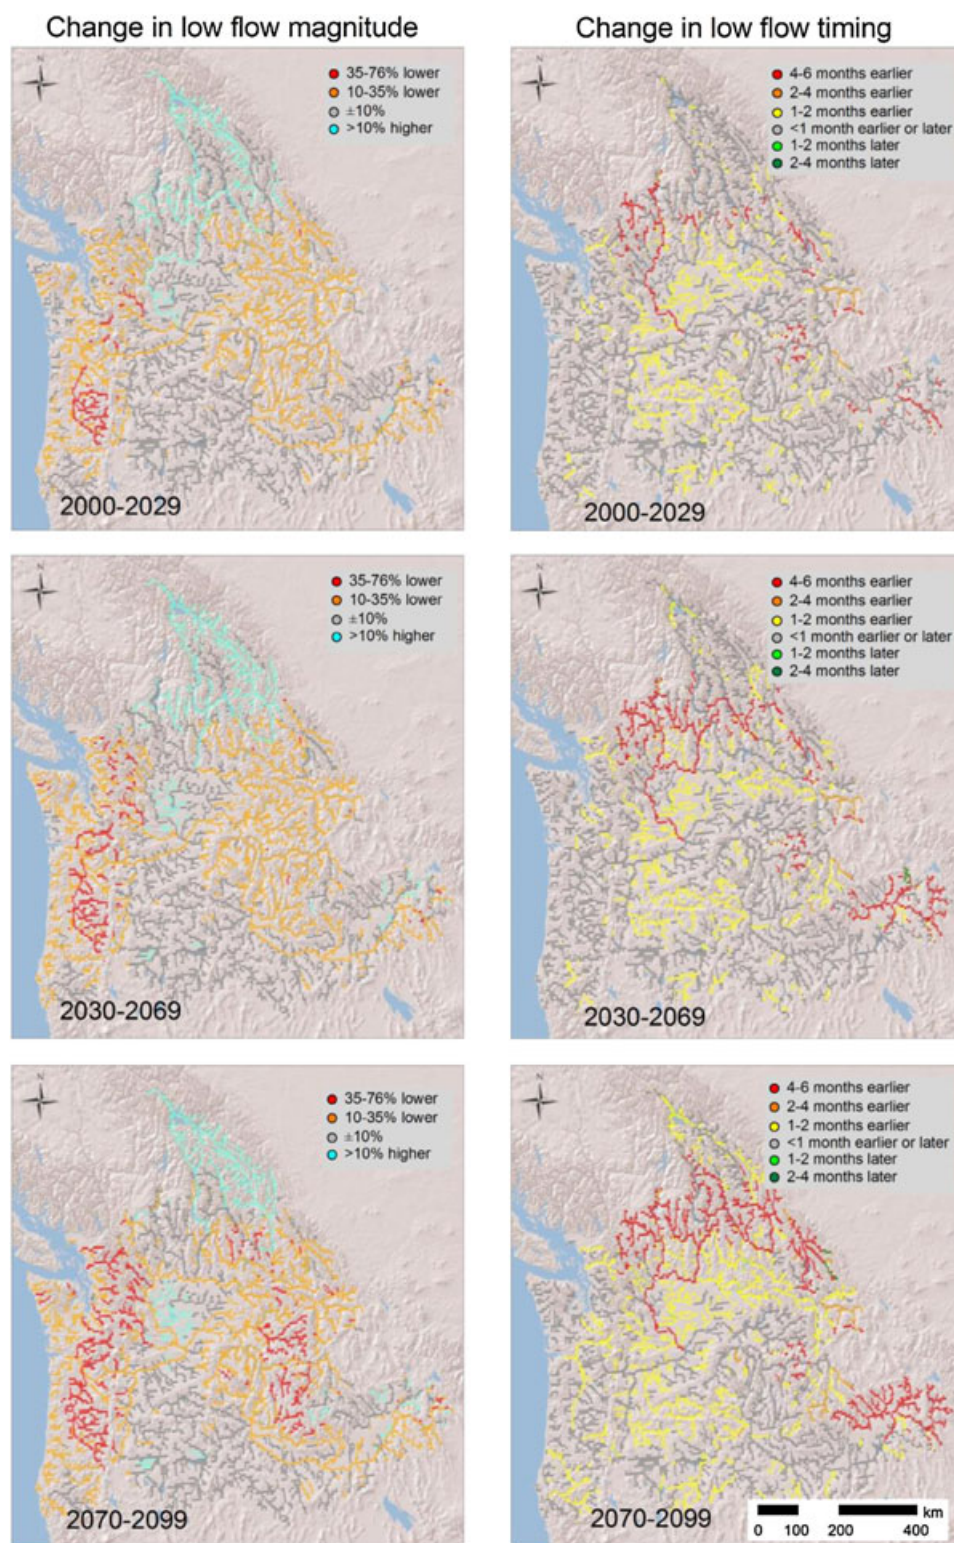 Change in low flow magnitude
Change in low flow timing
N
35-76% lower
10-35% lower
±10%
>10% higher
2000-2029
N
4-6 months earlier
2-4 months earlier
1-2 months earlier
<1 month earlier or later
1-2 months later
2-4 months later
2000-2029
N
35-76% lower
10-35% lower
±10%
>10% higher
2030-2069
N
4-6 months earlier
2-4 months earlier
1-2 months earlier
<1 month earlier or later
1-2 months later
2-4 months later
2030-2069
N
35-76% lower
10-35% lower
±10%
>10% higher
2070-2099
N
4-6 months earlier
2-4 months earlier
1-2 months earlier
<1 month earlier or later
1-2 months later
2-4 months later
2070-2099
km
0 100 200 400